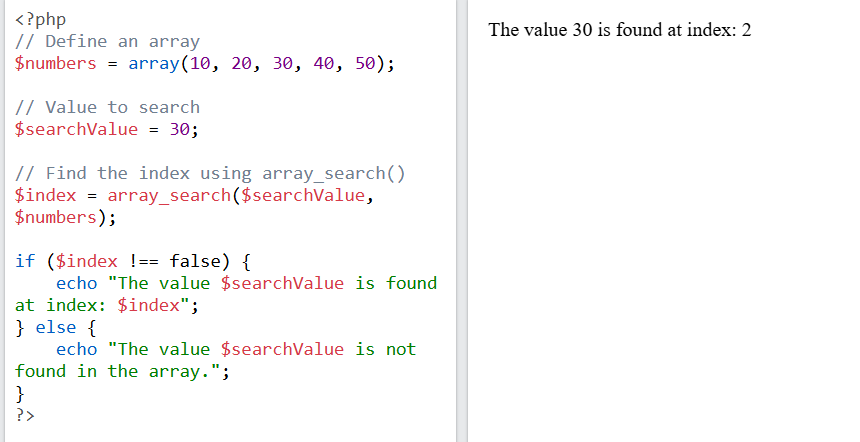 <?php
// Define an array
$numbers = array(10, 20, 30, 40, 50);
// Value to search
$searchValue = 30;
// Find the index using array_search()
$index = array_search($searchValue,
$numbers);
if ($index !== false) {
    echo "The value $searchValue is found
at index: $index";
} else {
    echo "The value $searchValue is not
found in the array.";
}
?>
The value 30 is found at index: 2